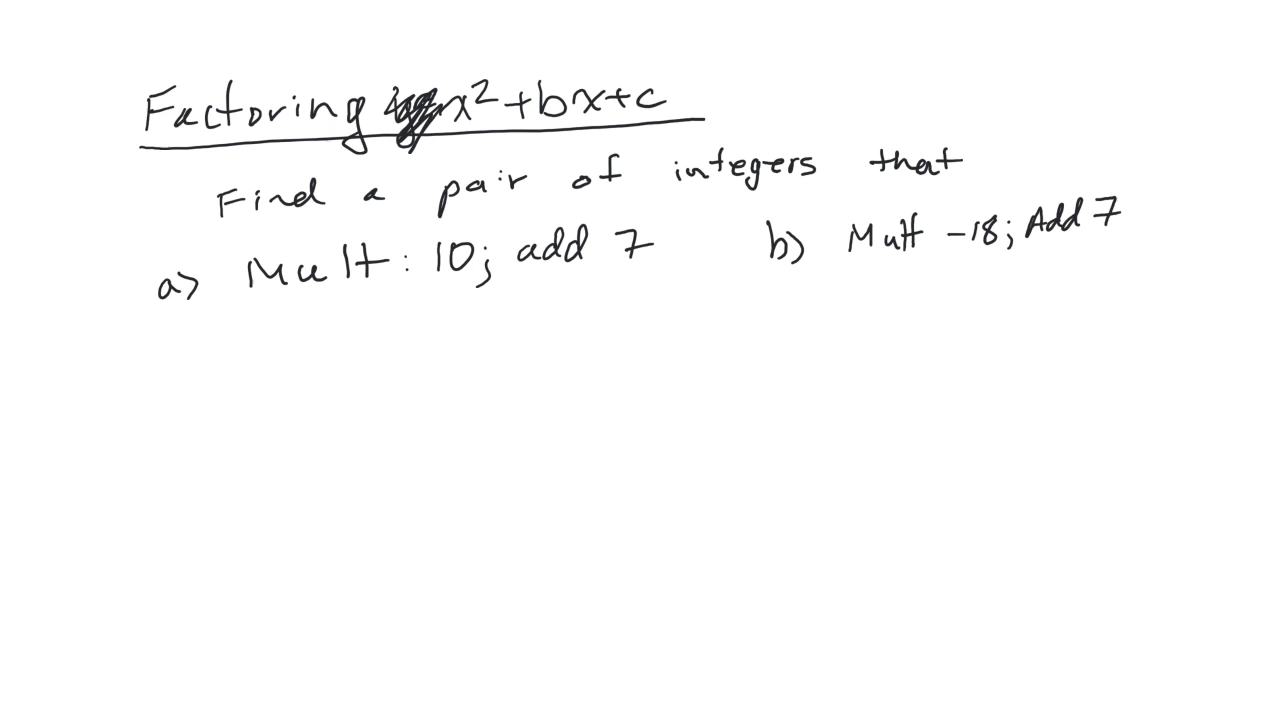 Factoring x²+bx+c
Find a pair of integers that
a) Mult: 10; add 7
b) Mult -18; Add 7